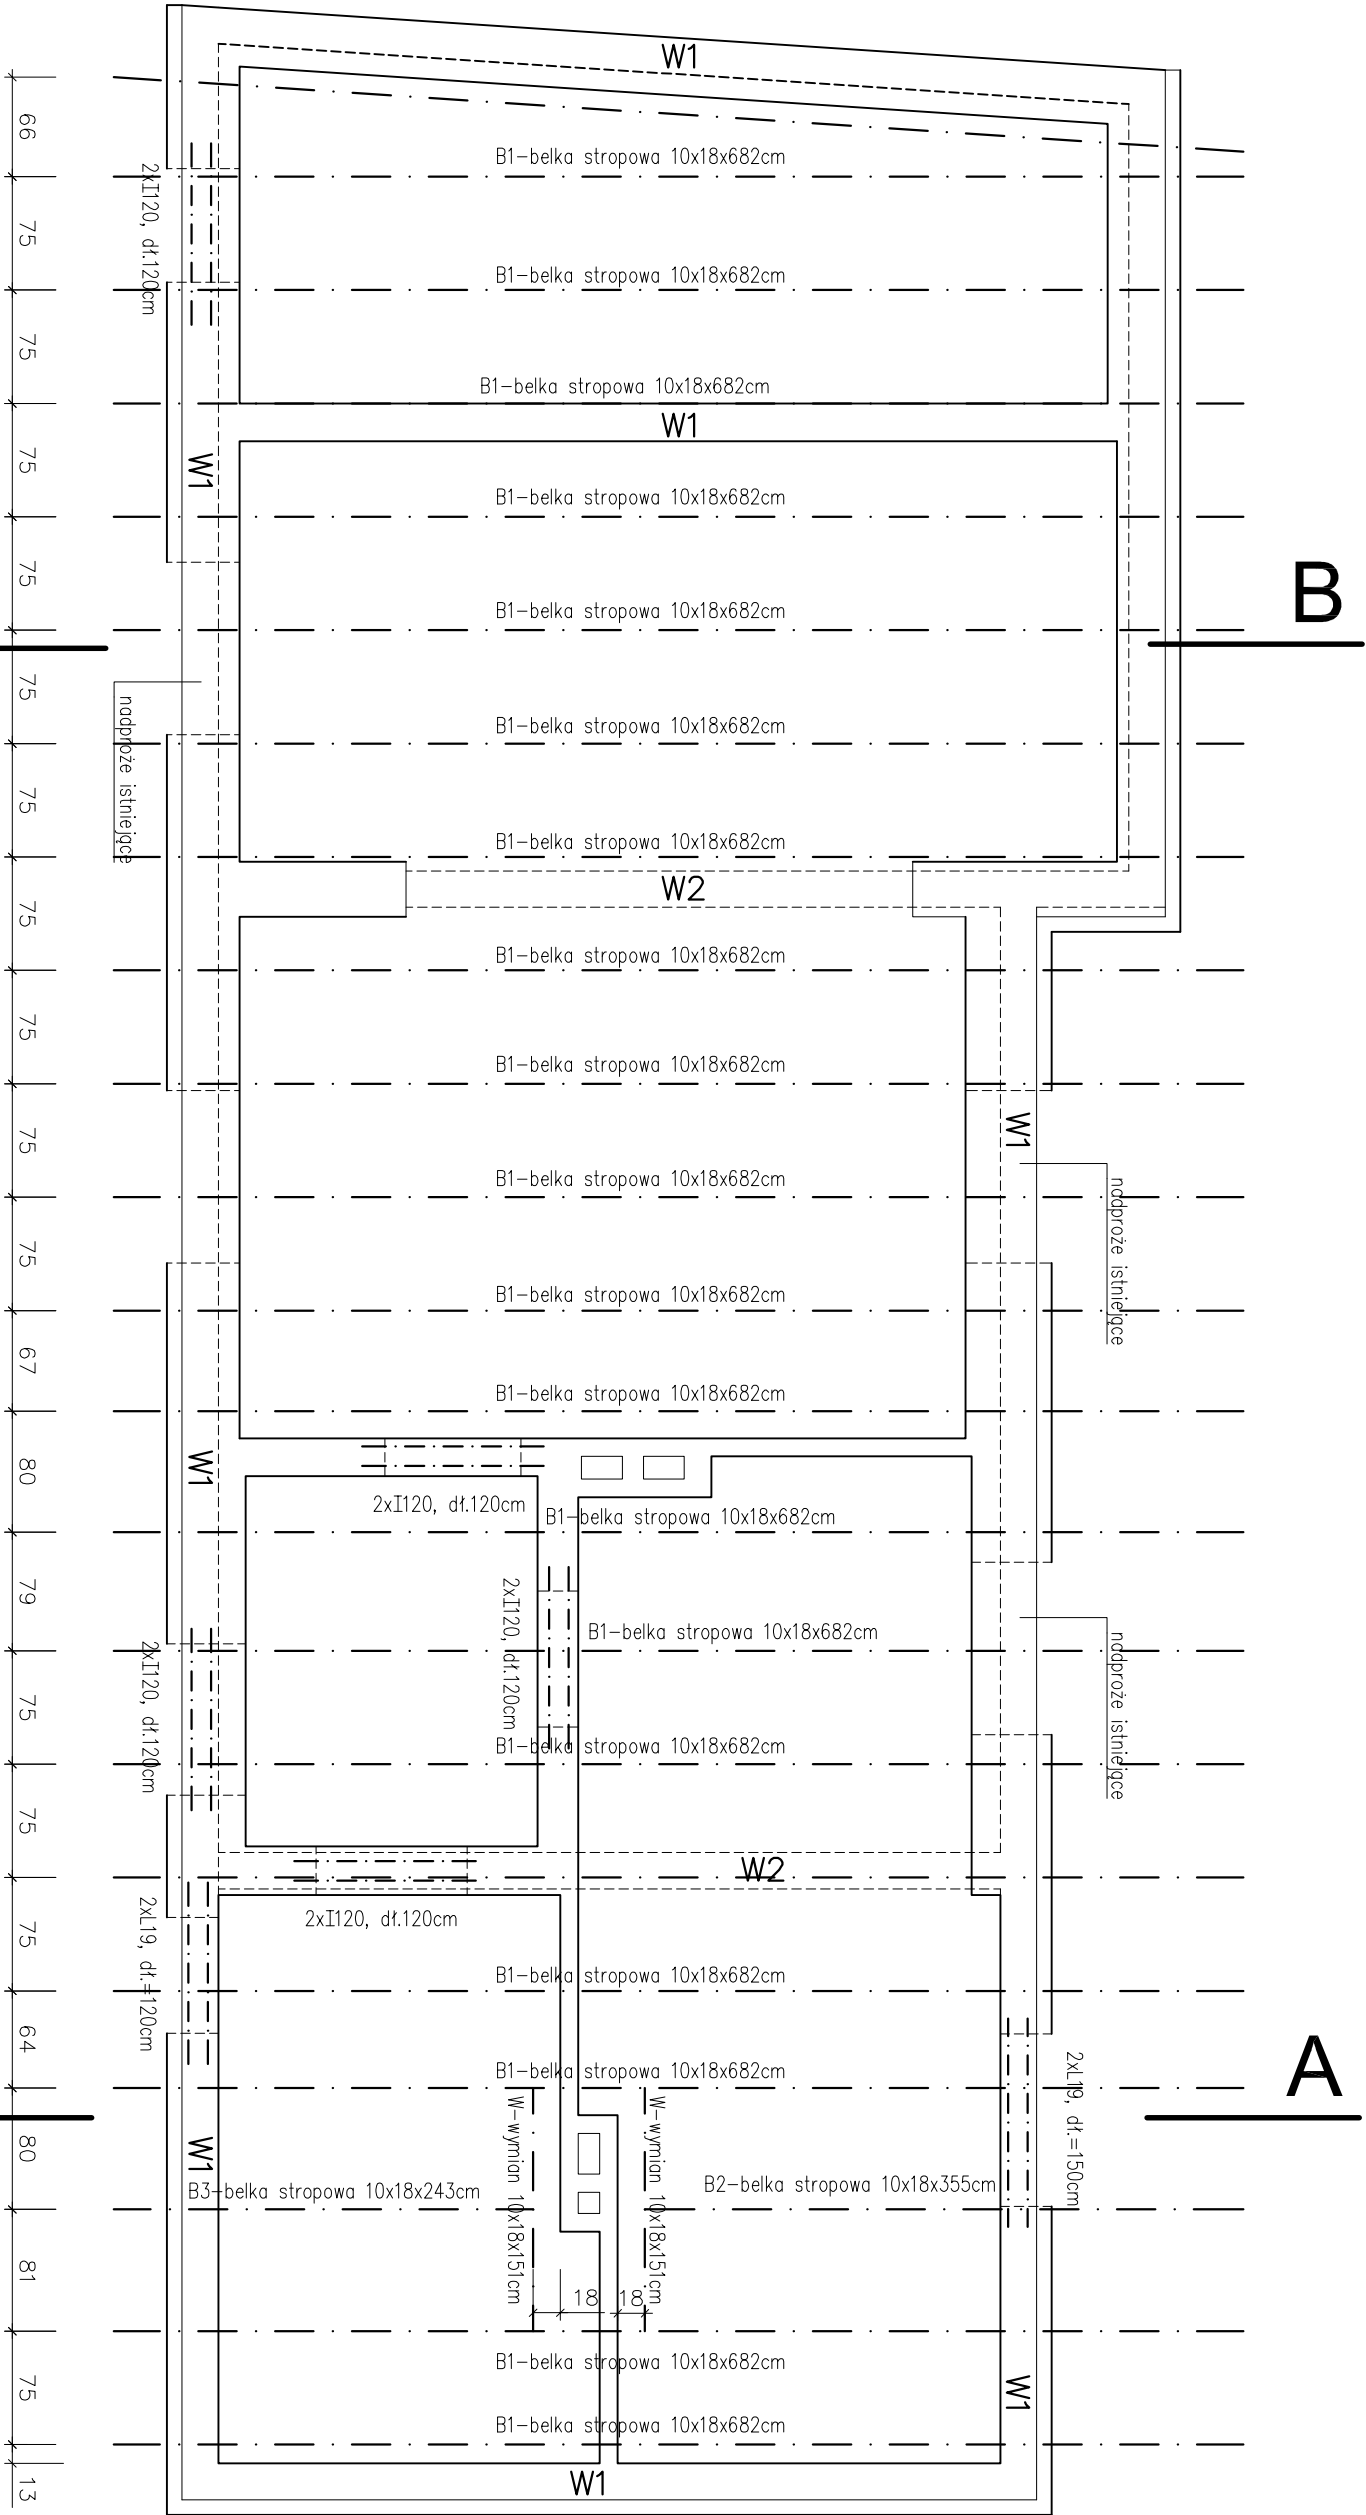 W1
66
B1-belka stropowa 10x18x682cm
2xI120, dł.120cm
75
B1-belka stropowa 10x18x682cm
75
B1-belka stropowa 10x18x682cm
W1
W1
75
B1-belka stropowa 10x18x682cm
75
B1-belka stropowa 10x18x682cm
B
75
nadproże istniejące
B1-belka stropowa 10x18x682cm
75
B1-belka stropowa 10x18x682cm
W2
75
B1-belka stropowa 10x18x682cm
75
B1-belka stropowa 10x18x682cm
W1
75
B1-belka stropowa 10x18x682cm
nadproże istniejące
75
B1-belka stropowa 10x18x682cm
67
B1-belka stropowa 10x18x682cm
W1
80
2xI120, dł.120cm
B1-belka stropowa 10x18x682cm
79
2xI120, dł.120cm
B1-belka stropowa 10x18x682cm
nadproże istniejące
2xI120, dł.120cm
75
B1-belka stropowa 10x18x682cm
75
W2
2xI120, dł.120cm
75
2xL19, dł.=120cm
B1-belka stropowa 10x18x682cm
64
B1-belka stropowa 10x18x682cm
A
2xL19, dł.=150cm
80
W1
W-wymian 10x18x151cm
W-wymian 10x18x151cm
B3-belka stropowa 10x18x243cm
B2-belka stropowa 10x18x355cm
81
18
18
B1-belka stropowa 10x18x682cm
75
W1
B1-belka stropowa 10x18x682cm
W1
13